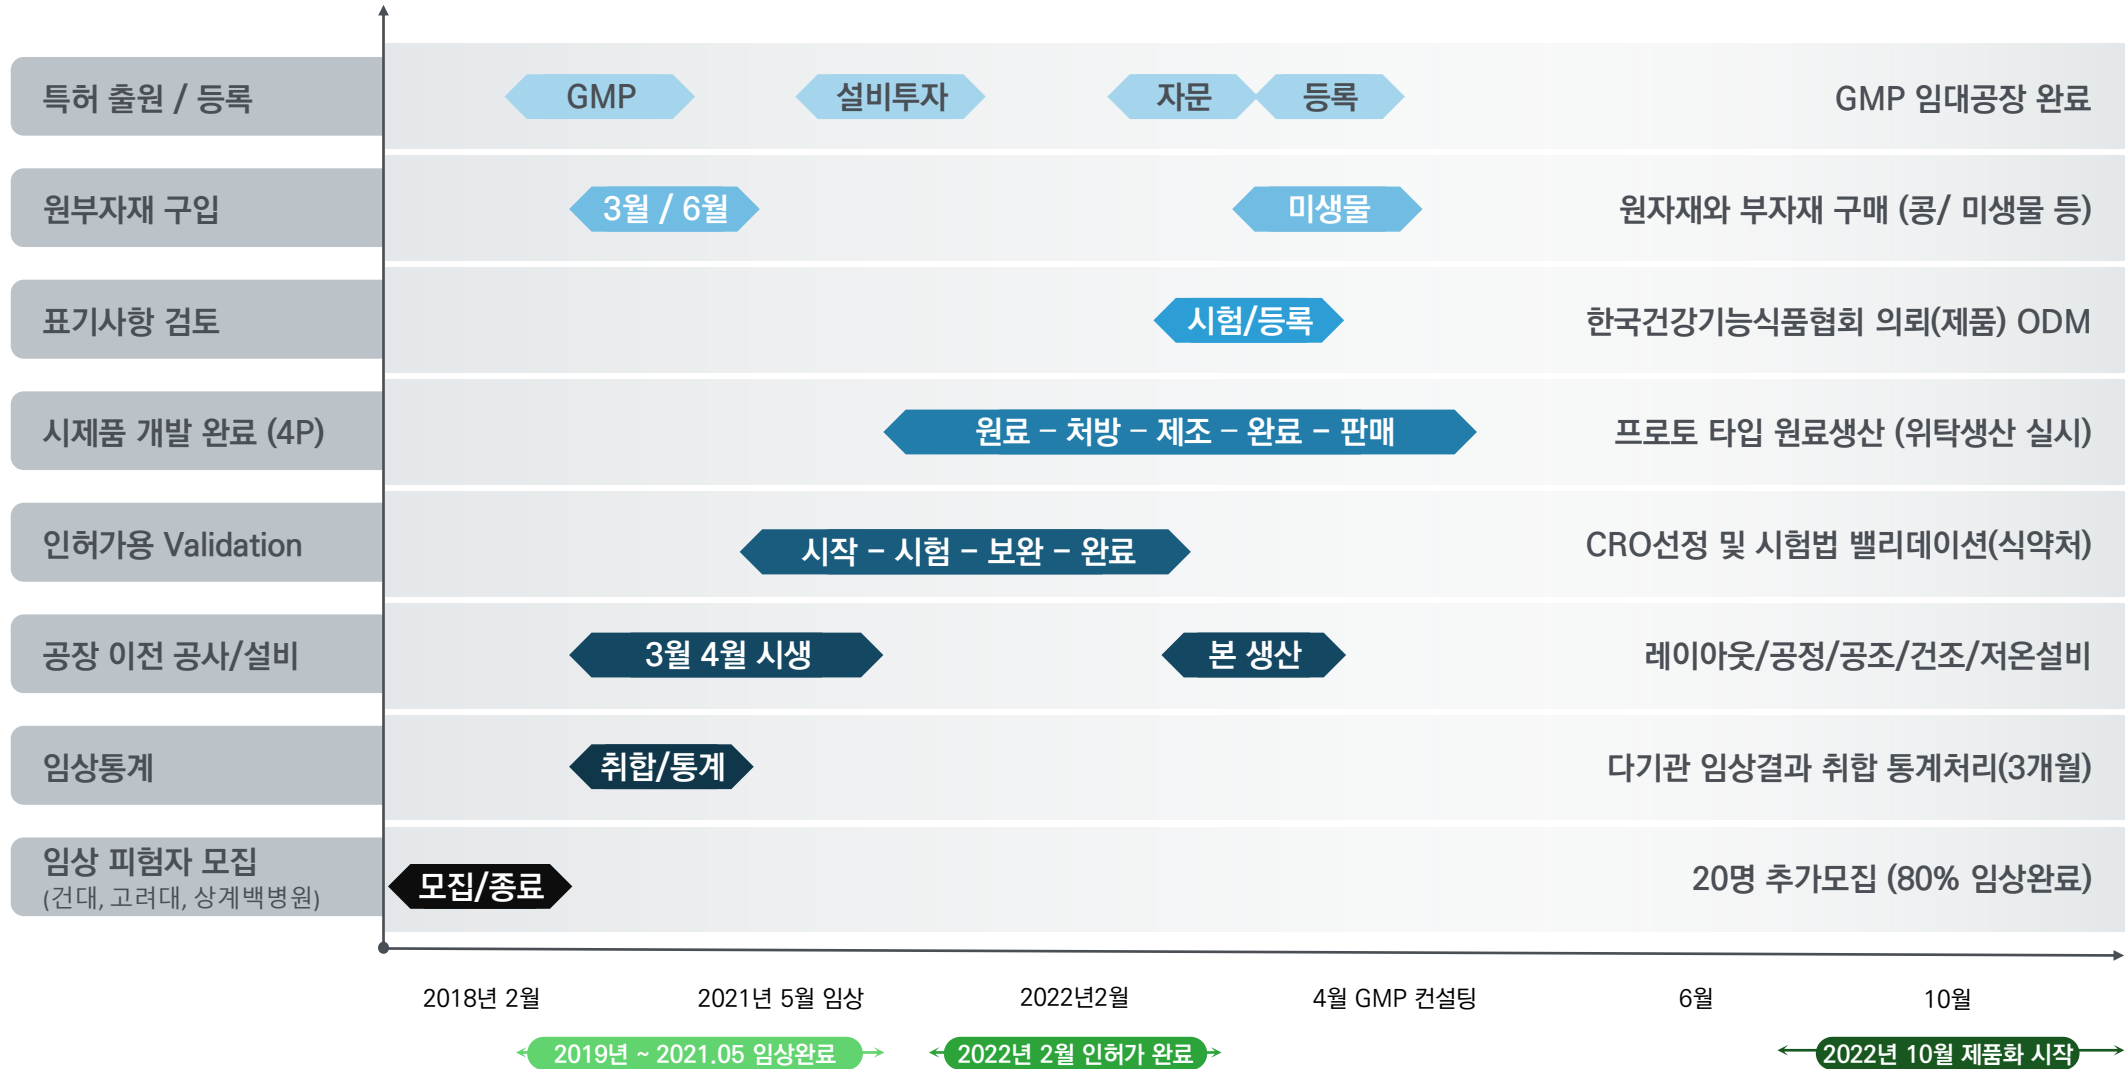 특허 출원 / 등록
GMP
설비투자
자문
등록
GMP 임대공장 완료
원부자재 구입
3월 / 6월
미생물
원자재와 부자재 구매 (콩/ 미생물 등)
표기사항 검토
시험/등록
한국건강기능식품협회 의뢰(제품) ODM
시제품 개발 완료 (4P)
원료 – 처방 – 제조 – 완료 – 판매
프로토 타입 원료생산 (위탁생산 실시)
인허가용 Validation
시작 – 시험 – 보완 – 완료
CRO선정 및 시험법 밸리데이션(식약처)
공장 이전 공사/설비
3월 4월 시생
본 생산
레이아웃/공정/공조/건조/저온설비
임상통계
취합/통계
다기관 임상결과 취합 통계처리(3개월)
임상 피험자 모집
(건대, 고려대, 상계백병원)
모집/종료
20명 추가모집 (80% 임상완료)
2018년 2월
2021년 5월 임상
2022년2월
4월 GMP 컨설팅
6월
10월
2019년 ~ 2021.05 임상완료
2022년 2월 인허가 완료
2022년 10월 제품화 시작